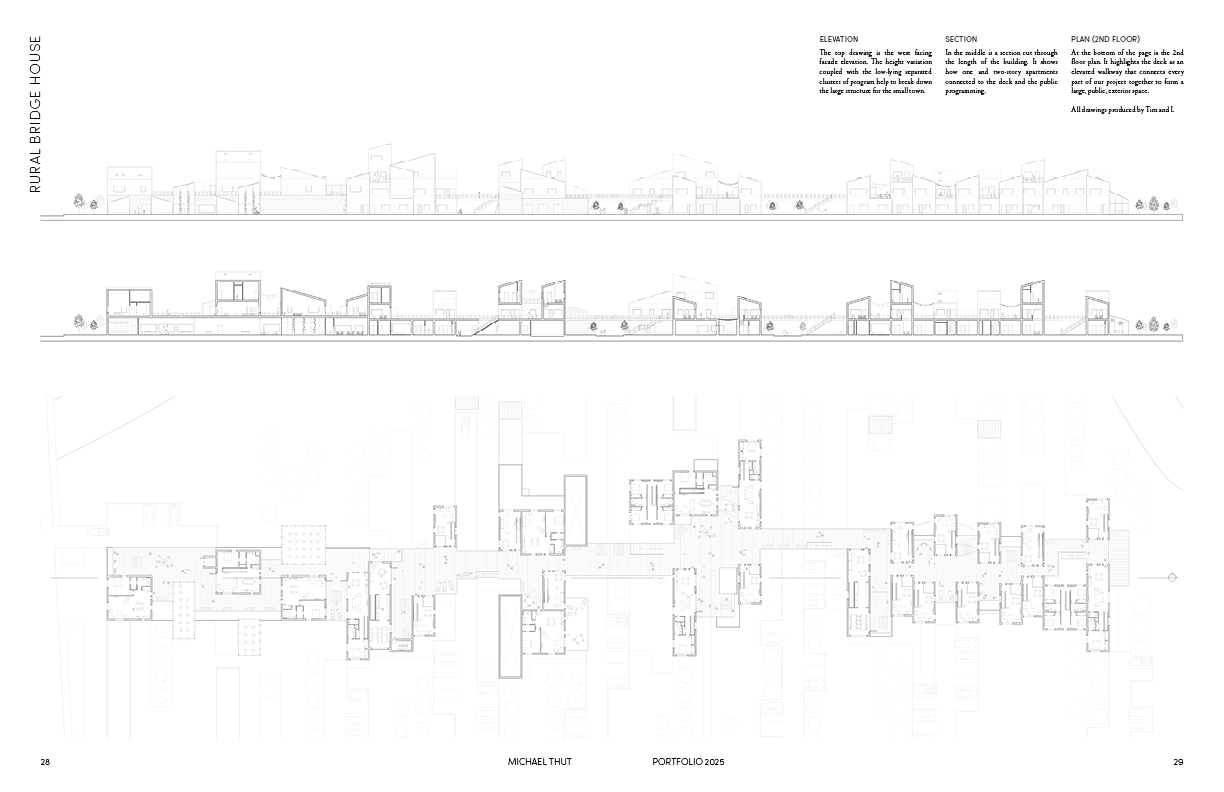 RURAL BRIDGE HOUSE
ELEVATION
The top drawing is the west facing
facade elevation. The height variation
coupled with the low-lying separated
clusters of program help to break down
the large structure for the small town.
SECTION
In the middle is a section cut through
the length of the building. It shows
how one and two-story apartments
connected to the deck and the public
programming.
PLAN (2ND FLOOR)
At the bottom of the page is the 2nd
floor plan. It highlights the deck as an
elevated walkway that connects every
part of our project together to form a
large, public, exterior space.
All drawings produced by Tim and I.
28
MICHAEL THUT
PORTFOLIO 2025
29